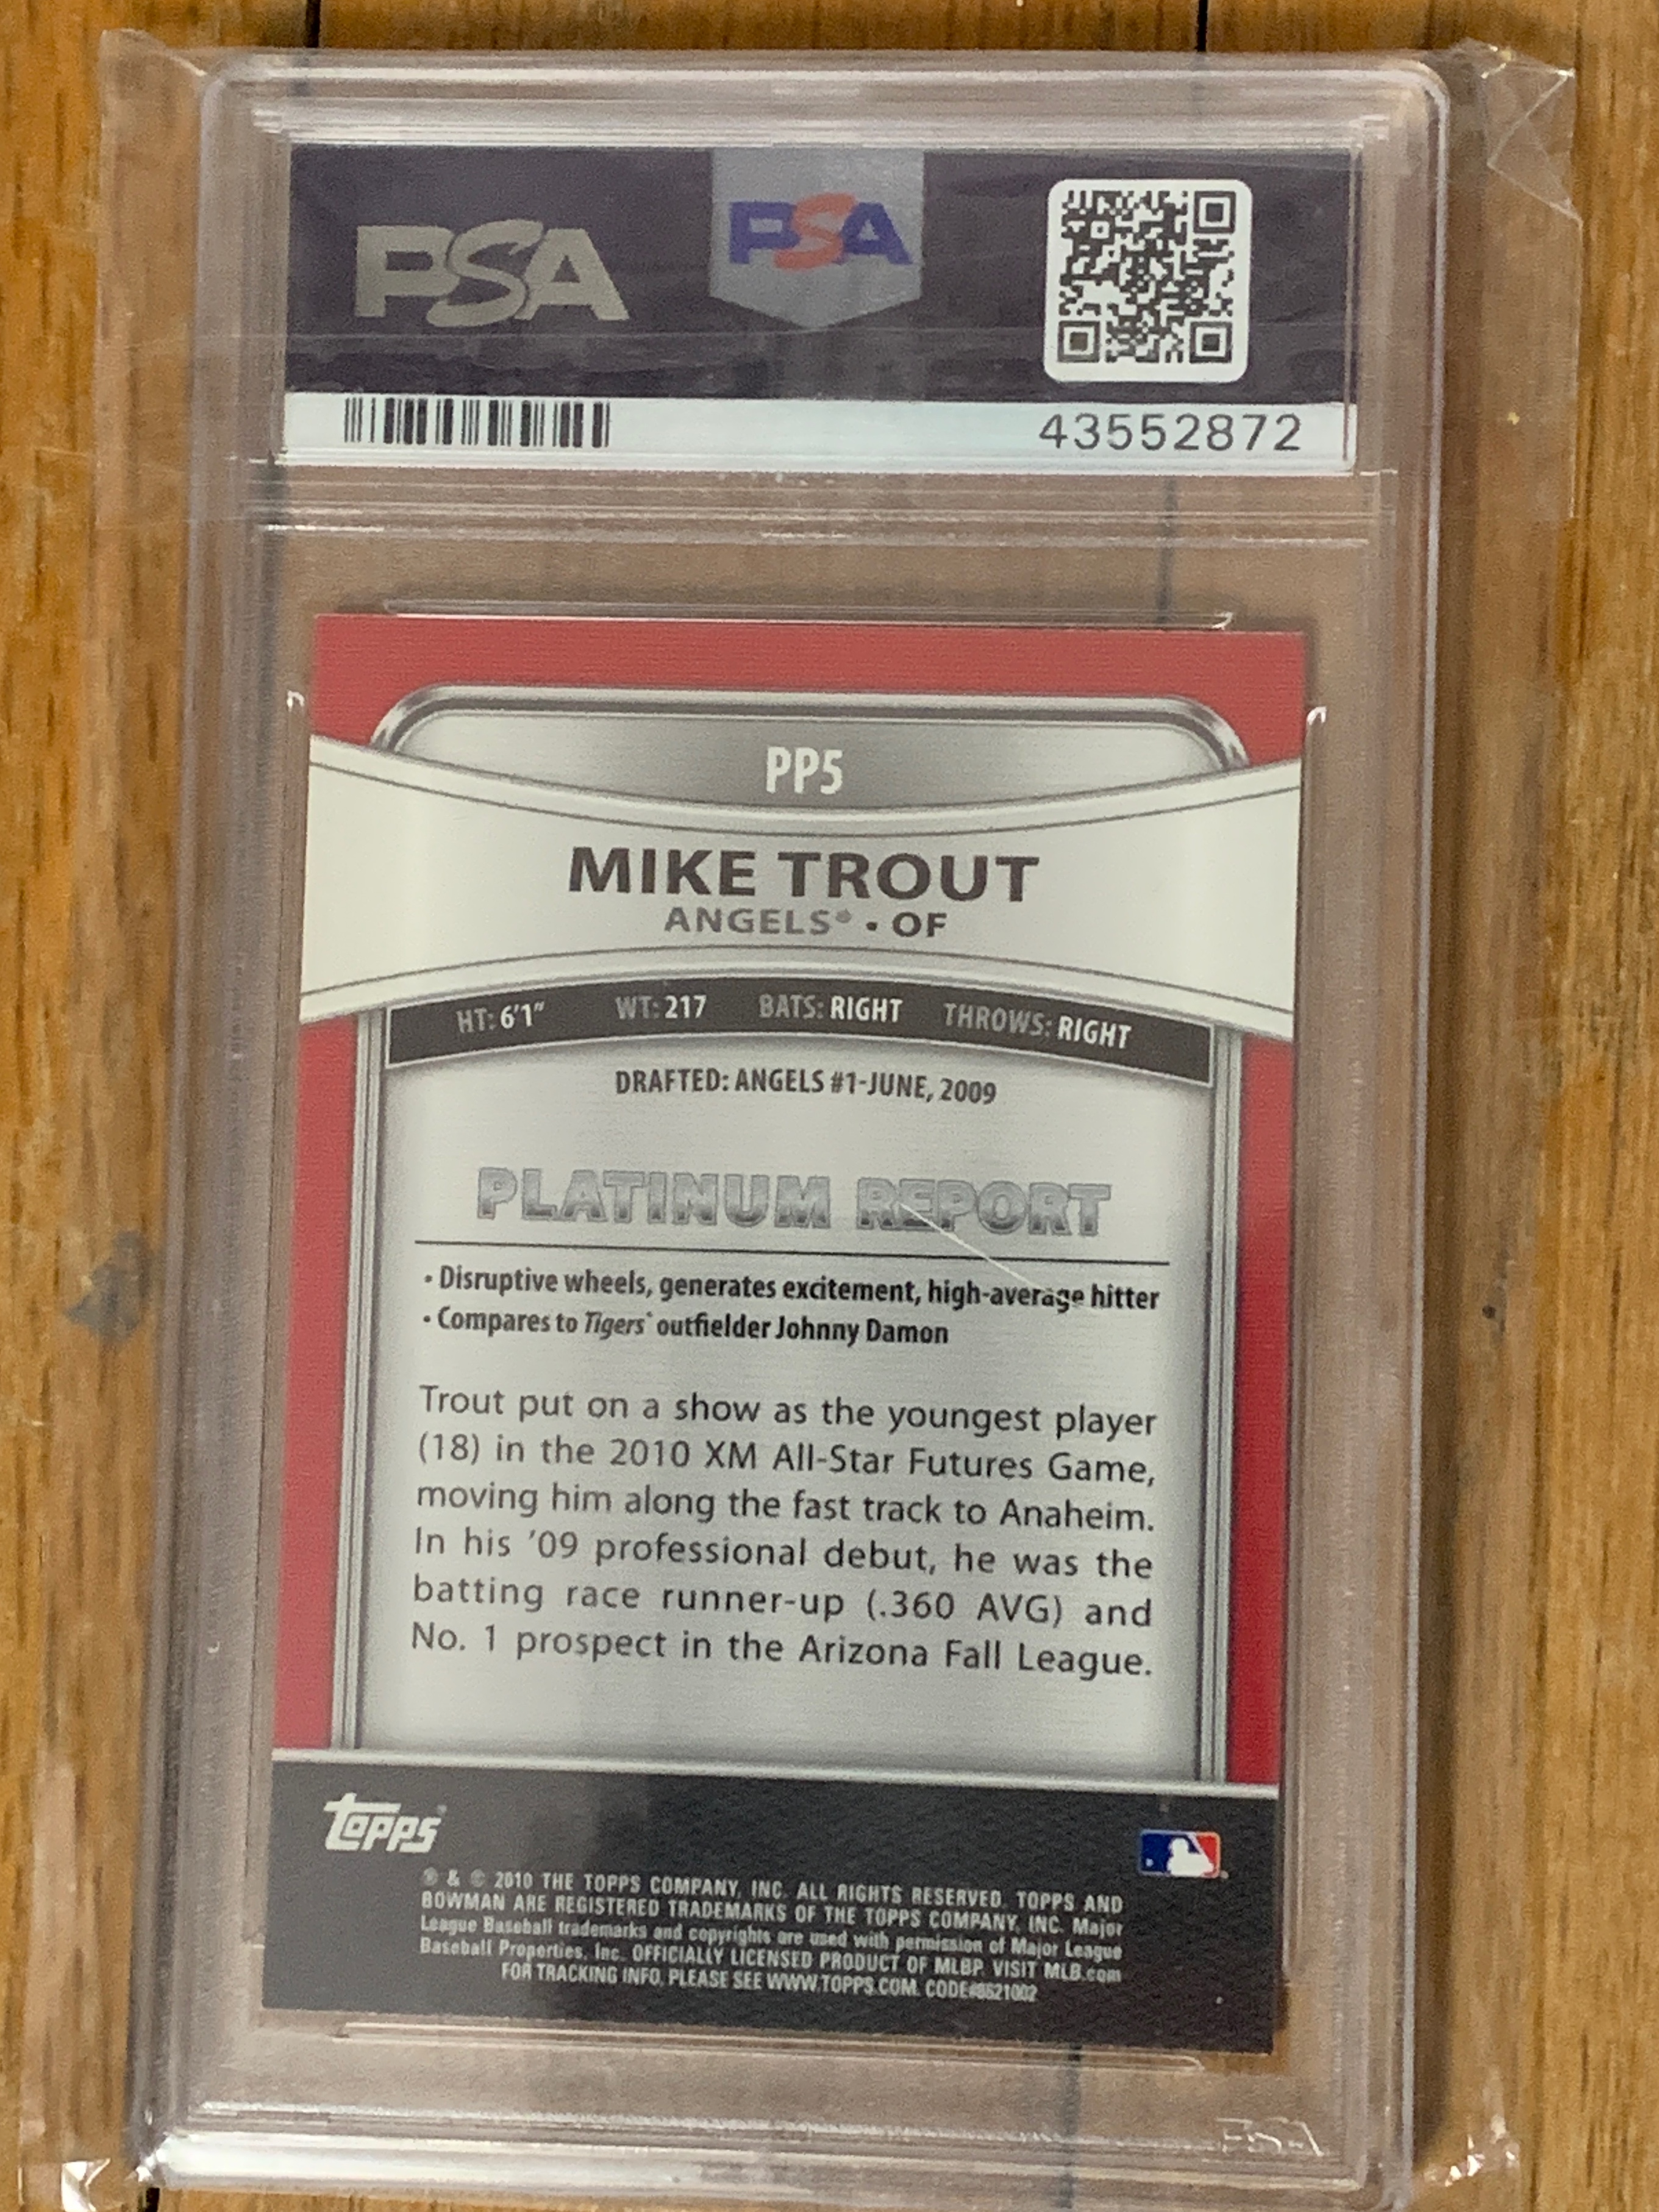 PSA PSA
43552872
PP5
MIKE TROUT
ANGELS® • OF
HT: 6'1" WT: 217 BATS: RIGHT THROWS: RIGHT
DRAFTED: ANGELS #1-JUNE, 2009
PLATINUM REPORT
• Disruptive wheels, generates excitement, high-average hitter
• Compares to Tigers® outfielder Johnny Damon
Trout put on a show as the youngest player
(18) in the 2010 XM All-Star Futures Game,
moving him along the fast track to Anaheim.
In his '09 professional debut, he was the
batting race runner-up (.360 AVG) and
No. 1 prospect in the Arizona Fall League.
Topps®
® & © 2010 THE TOPPS COMPANY, INC. ALL RIGHTS RESERVED. TOPPS AND
BOWMAN ARE REGISTERED TRADEMARKS OF THE TOPPS COMPANY, INC. Major
League Baseball trademarks and copyrights are used with permission of Major League
Baseball Properties, Inc. OFFICIALLY LICENSED PRODUCT OF MLBP. VISIT MLB.com
FOR TRACKING INFO, PLEASE SEE WWW.TOPPS.COM. CODE#8621002